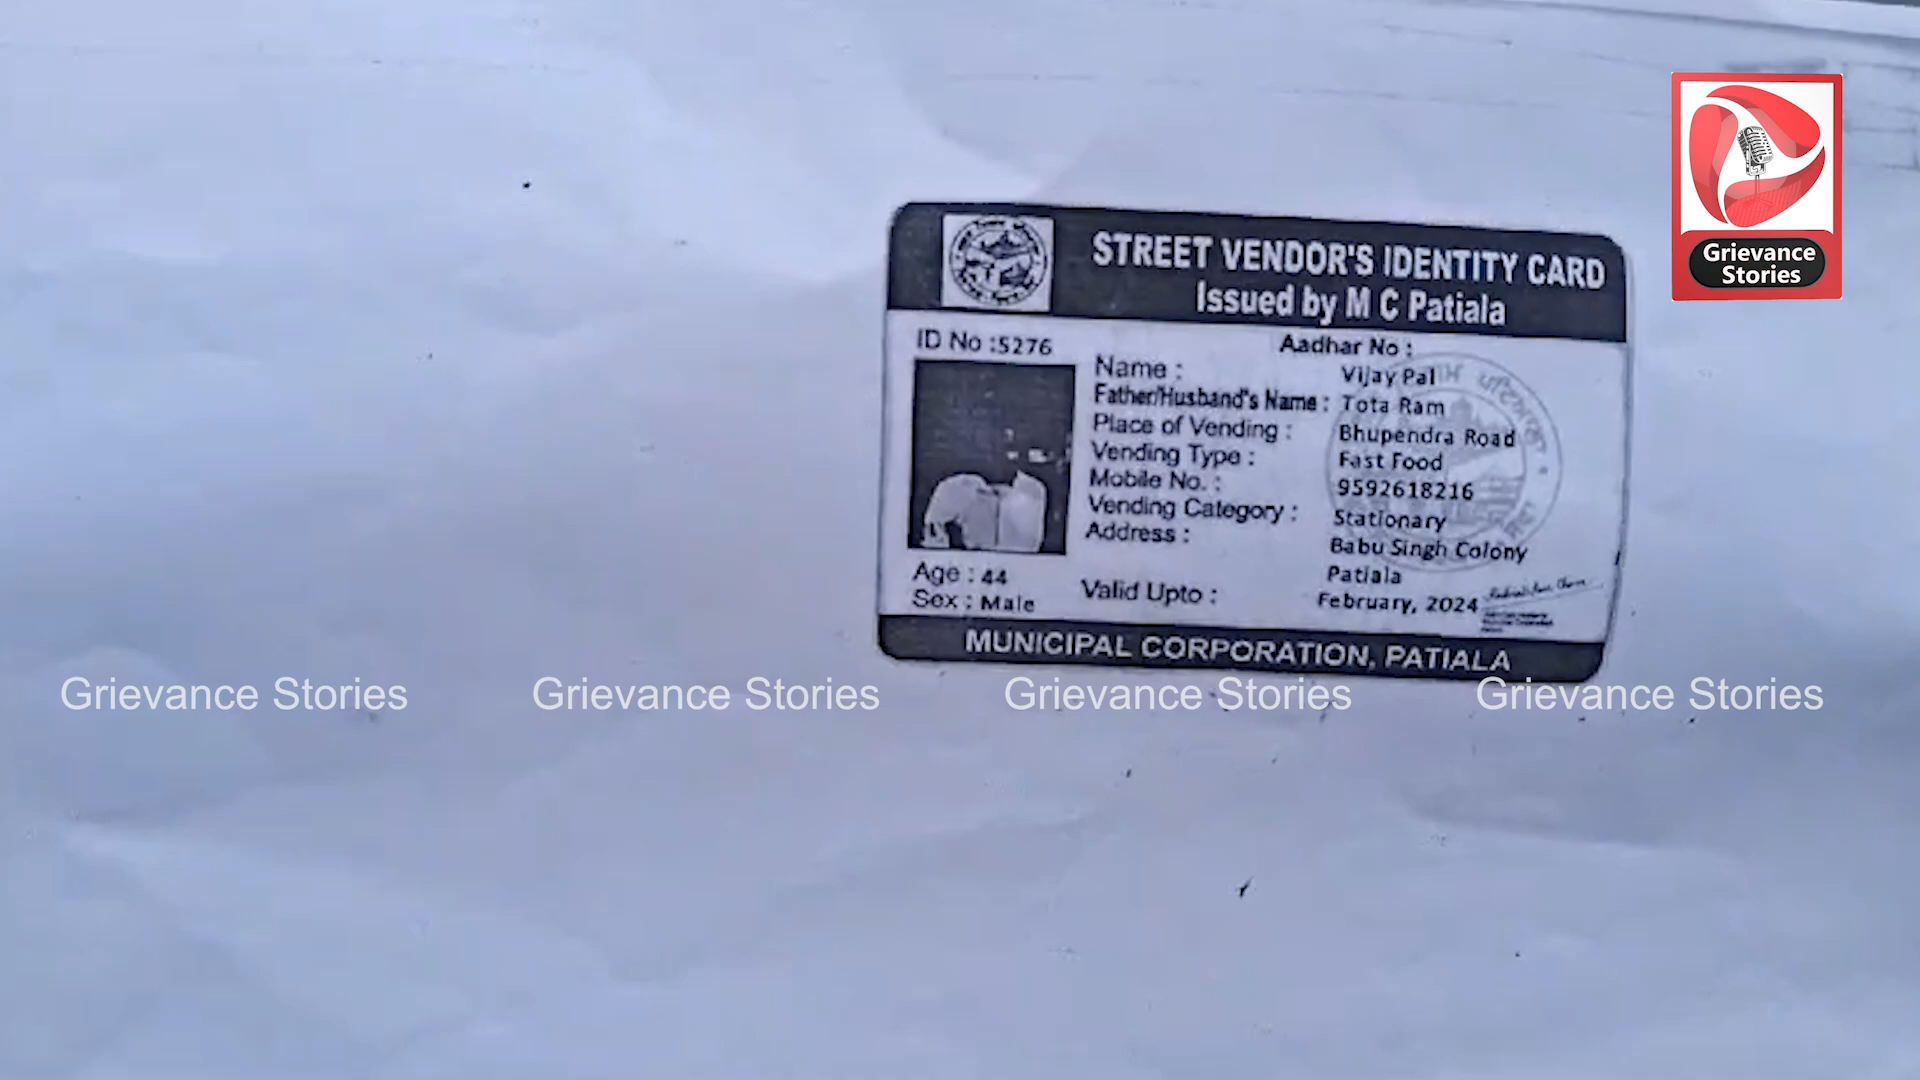 Grievance
Stories
STREET VENDOR'S IDENTITY CARD
Issued by M C Patiala
ID No :5276
Aadhar No :
Name : Vijay Pal
Father/Husband's Name : Tota Ram
Place of Vending : Bhupendra Road
Vending Type : Fast Food
Mobile No. : 9592618216
Vending Category : Stationary
Address : Babu Singh Colony
Patiala
Age : 44
Sex : Male
Valid Upto : February, 2024
MUNICIPAL CORPORATION, PATIALA
Grievance Stories Grievance Stories Grievance Stories Grievance Stories